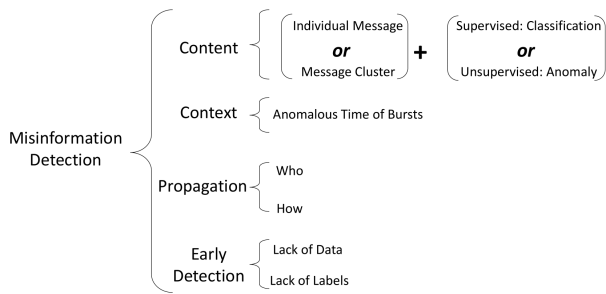 Misinformation
Detection
Content
Individual Message
or
Message Cluster
+
Supervised: Classification
or
Unsupervised: Anomaly
Context
Anomalous Time of Bursts
Propagation
Who
How
Early
Detection
Lack of Data
Lack of Labels